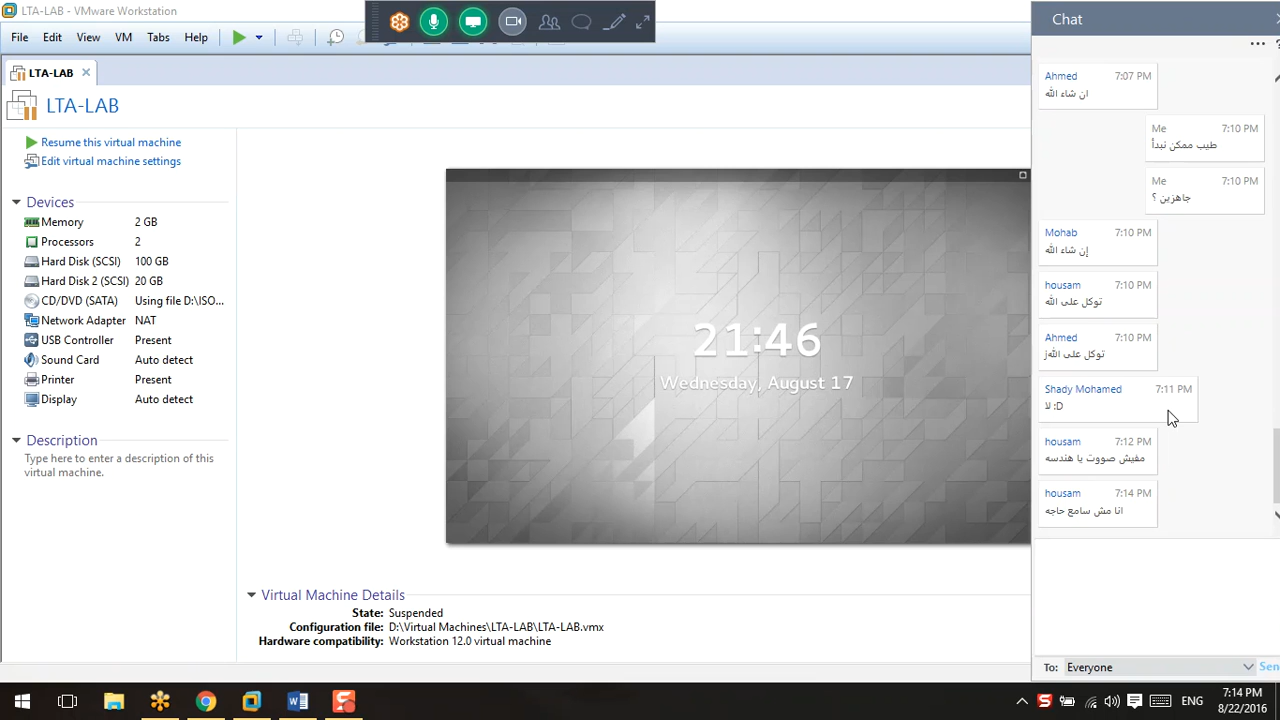 LTA-LAB - VMware Workstation
File Edit View VM Tabs Help
LTA-LAB
LTA-LAB
Resume this virtual machine
Edit virtual machine settings
Devices
Memory 2 GB
Processors 2
Hard Disk (SCSI) 100 GB
Hard Disk 2 (SCSI) 20 GB
CD/DVD (SATA) Using file D:\ISO...
Network Adapter NAT
USB Controller Present
Sound Card Auto detect
Printer Present
Display Auto detect
Description
Type here to enter a description of this
virtual machine.
21:46
Wednesday, August 17
Virtual Machine Details
State: Suspended
Configuration file: D:\Virtual Machines\LTA-LAB\LTA-LAB.vmx
Hardware compatibility: Workstation 12.0 virtual machine
Chat
Ahmed 7:07 PM
ان شاء الله
Me 7:10 PM
طيب ممكن نبدأ
Me 7:10 PM
جاهزين ؟
Mohab 7:10 PM
إن شاء الله
housam 7:10 PM
توكل على الله
Ahmed 7:10 PM
توكل على اللهز
Shady Mohamed 7:11 PM
لا :D
housam 7:12 PM
مفيش صووت يا هندسه
housam 7:14 PM
انا مش سامع حاجه
To: Everyone
ENG
7:14 PM
8/22/2016